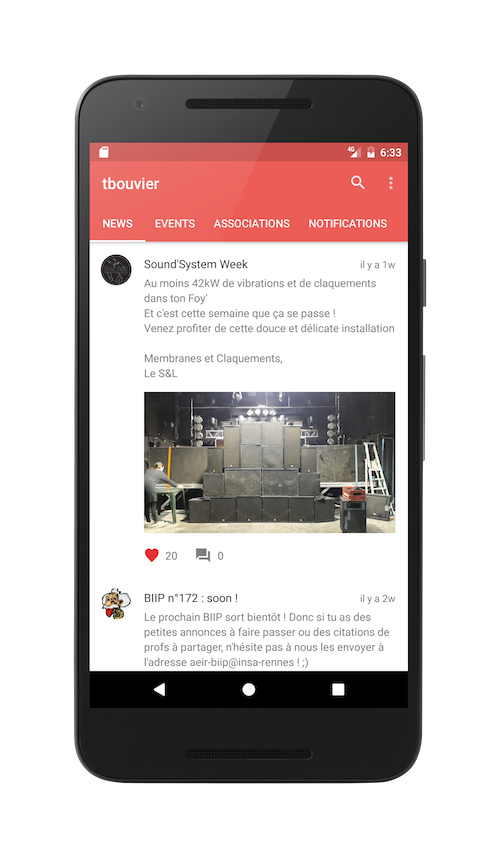 4G 6:33
tbouvier
NEWS EVENTS ASSOCIATIONS NOTIFICATIONS
Sound'System Week il y a 1w
Au moins 42kW de vibrations et de claquements
dans ton Foy'
Et c'est cette semaine que ça se passe !
Venez profiter de cette douce et délicate installation
Membranes et Claquements,
Le S&L
20 0
BIIP n°172 : soon ! il y a 2w
Le prochain BIIP sort bientôt ! Donc si tu as des
petites annonces à faire passer ou des citations de
profs à partager, n'hésite pas à nous les envoyer à
l'adresse aeir-biip@insa-rennes ! ;)